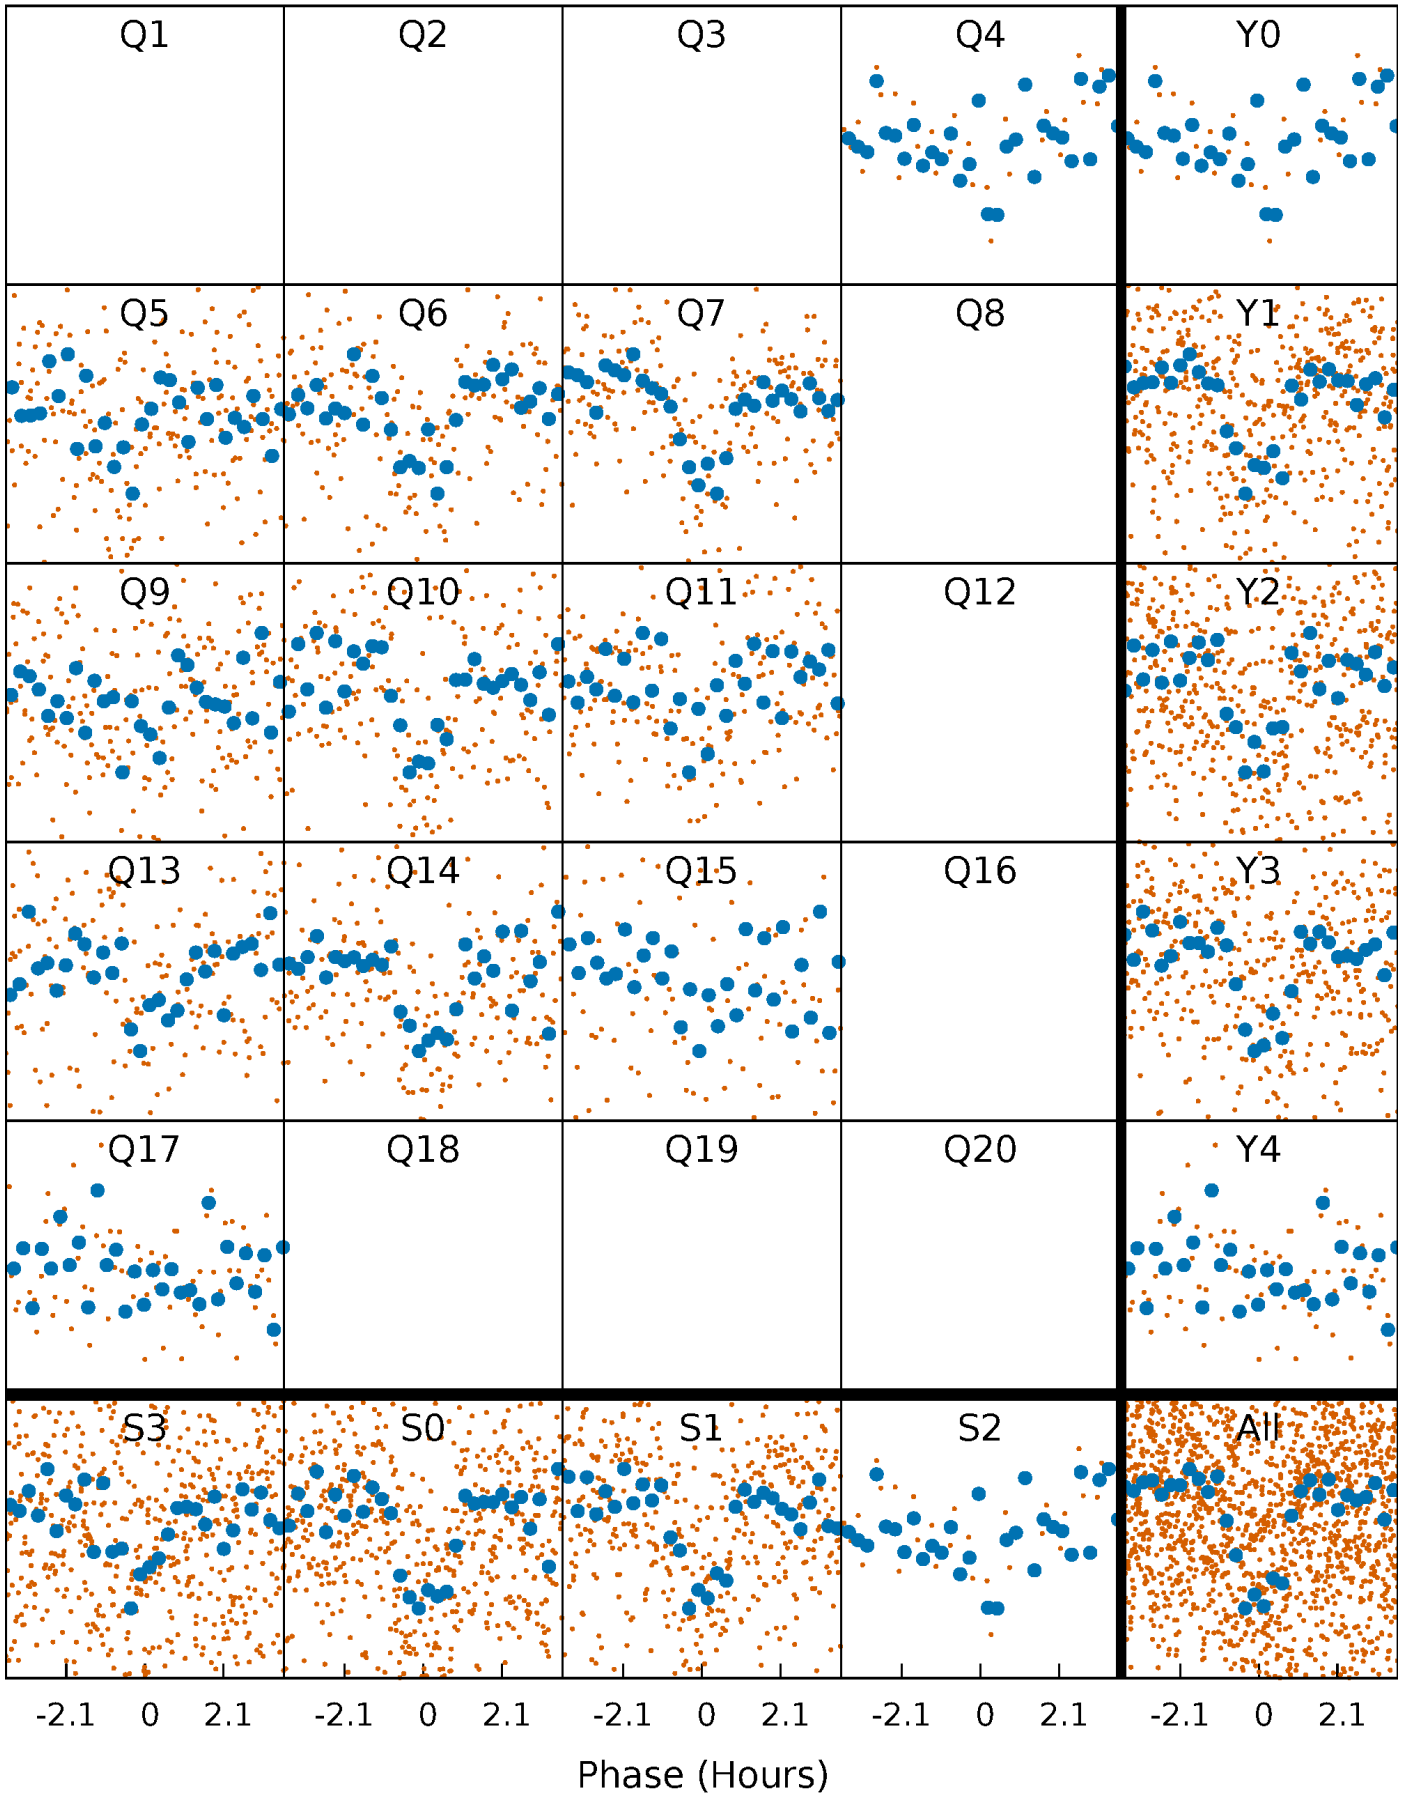 Q1 Q2 Q3 Q4 Y0
Q5 Q6 Q7 Q8 Y1
Q9 Q10 Q11 Q12 Y2
Q13 Q14 Q15 Q16 Y3
Q17 Q18 Q19 Q20 Y4
S3 S0 S1 S2 All
-2.1 0 2.1 -2.1 0 2.1 -2.1 0 2.1 -2.1 0 2.1 -2.1 0 2.1
Phase (Hours)